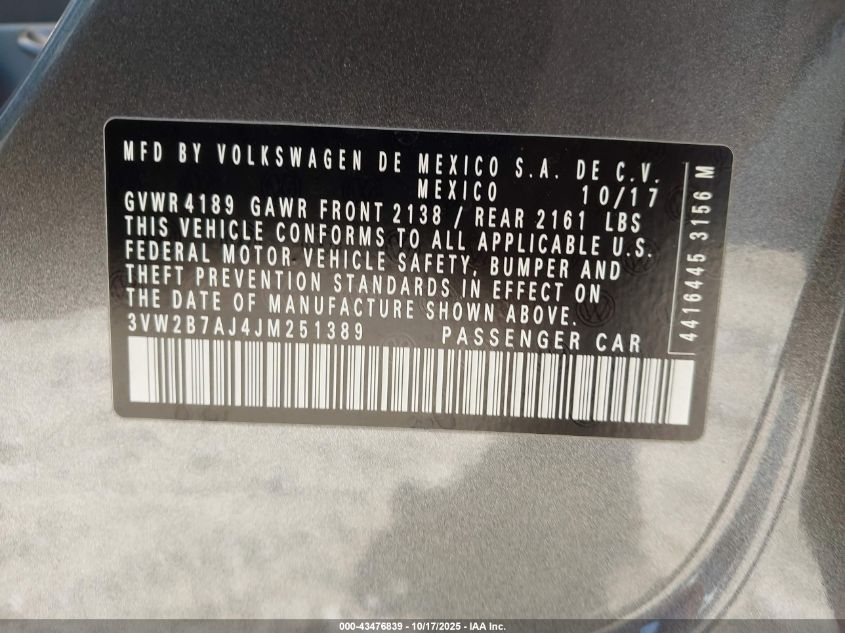 MFD BY VOLKSWAGEN DE MEXICO S.A. DE C.V.
MEXICO 10/17
GVWR 4189 GAWR FRONT 2138 / REAR 2161 LBS
THIS VEHICLE CONFORMS TO ALL APPLICABLE U.S.
FEDERAL MOTOR VEHICLE SAFETY, BUMPER AND
THEFT PREVENTION STANDARDS IN EFFECT ON
THE DATE OF MANUFACTURE SHOWN ABOVE.
3VW2B7AJ4JM251389 PASSENGER CAR
4416445 3156 M
000-43476839 | 10/17/2025 - IAA Inc.